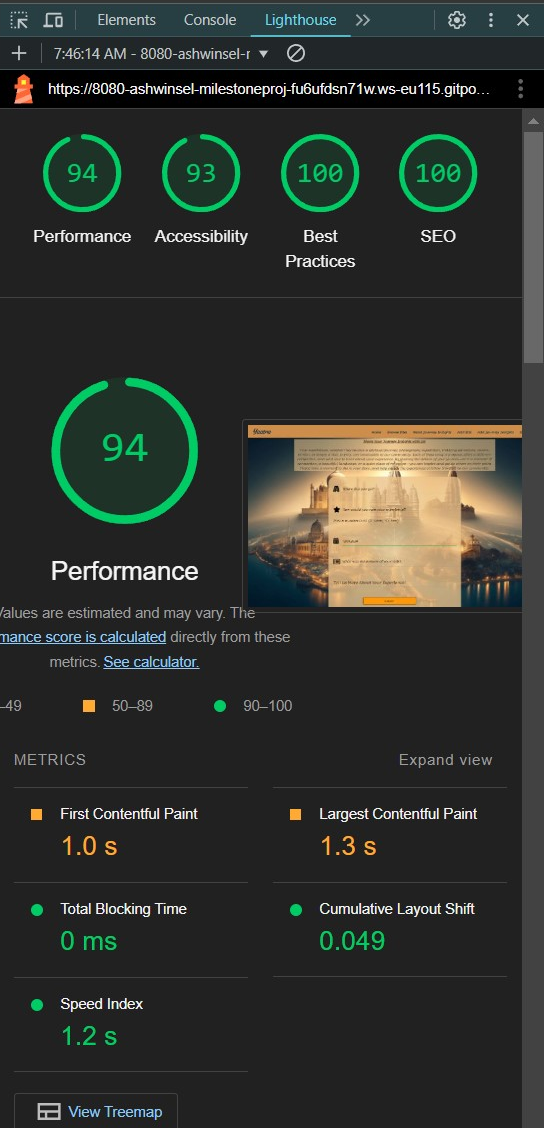 Elements Console Lighthouse
7:46:14 AM - 8080-ashwinsel-r
https://8080-ashwinsel-milestoneproj-fu6ufdsn71w.ws-eu115.gitpo...
94 93 100 100
Performance Accessibility Best Practices SEO
94
Performance
Values are estimated and may vary. The
mance score is calculated directly from these
metrics. See calculator.
–49 50–89 90–100
METRICS Expand view
First Contentful Paint Largest Contentful Paint
1.0 s 1.3 s
Total Blocking Time Cumulative Layout Shift
0 ms 0.049
Speed Index
1.2 s
View Treemap